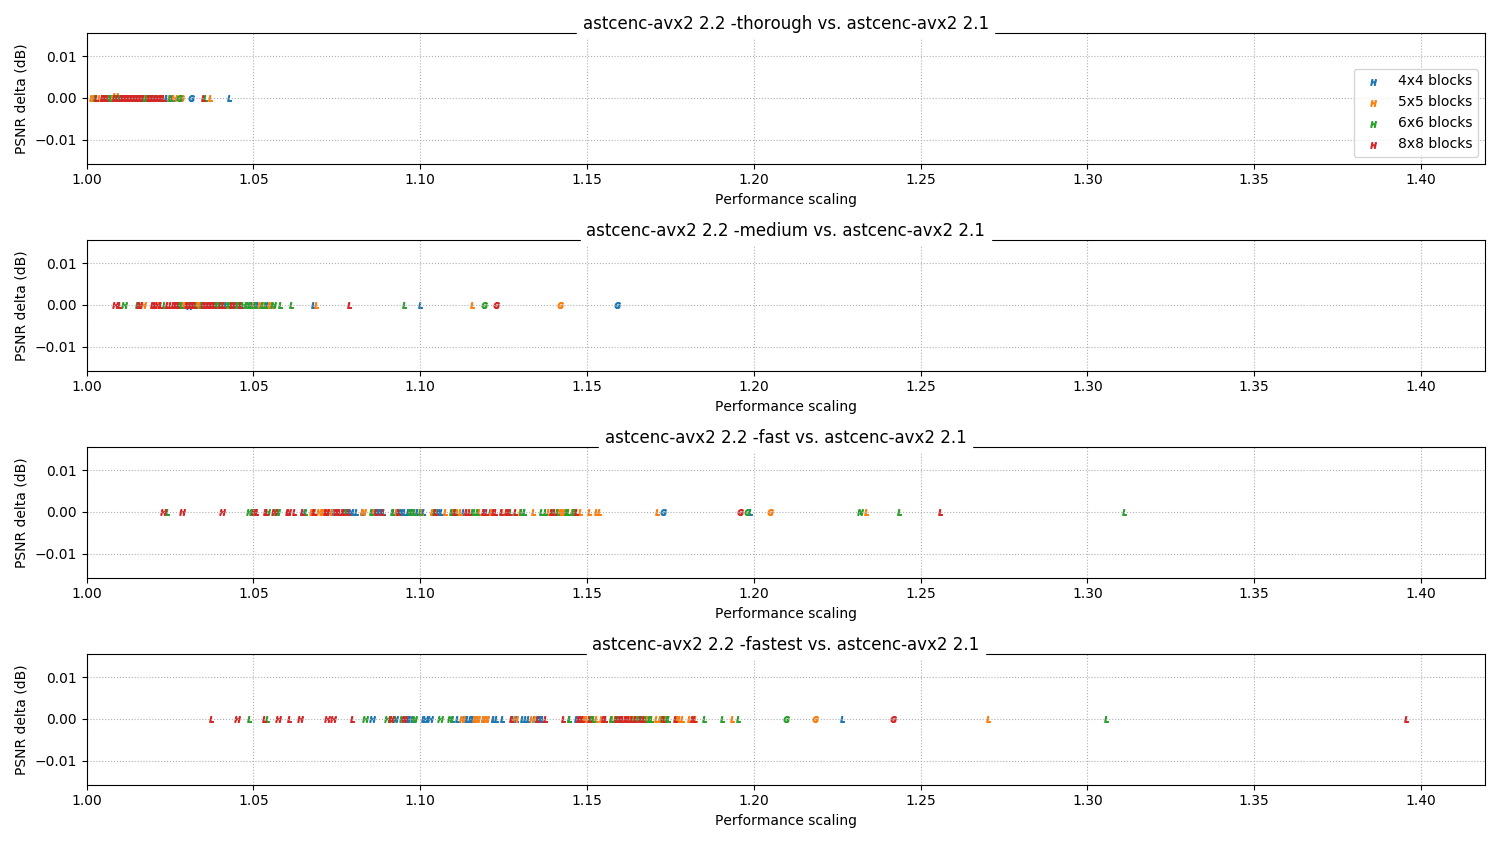 astcenc-avx2 2.2 -thorough vs. astcenc-avx2 2.1
PSNR delta (dB)
0.01
0.00
−0.01
4x4 blocks
5x5 blocks
6x6 blocks
8x8 blocks
1.00 1.05 1.10 1.15 1.20 1.25 1.30 1.35 1.40
Performance scaling
astcenc-avx2 2.2 -medium vs. astcenc-avx2 2.1
PSNR delta (dB)
0.01
0.00
−0.01
1.00 1.05 1.10 1.15 1.20 1.25 1.30 1.35 1.40
Performance scaling
astcenc-avx2 2.2 -fast vs. astcenc-avx2 2.1
PSNR delta (dB)
0.01
0.00
−0.01
1.00 1.05 1.10 1.15 1.20 1.25 1.30 1.35 1.40
Performance scaling
astcenc-avx2 2.2 -fastest vs. astcenc-avx2 2.1
PSNR delta (dB)
0.01
0.00
−0.01
1.00 1.05 1.10 1.15 1.20 1.25 1.30 1.35 1.40
Performance scaling